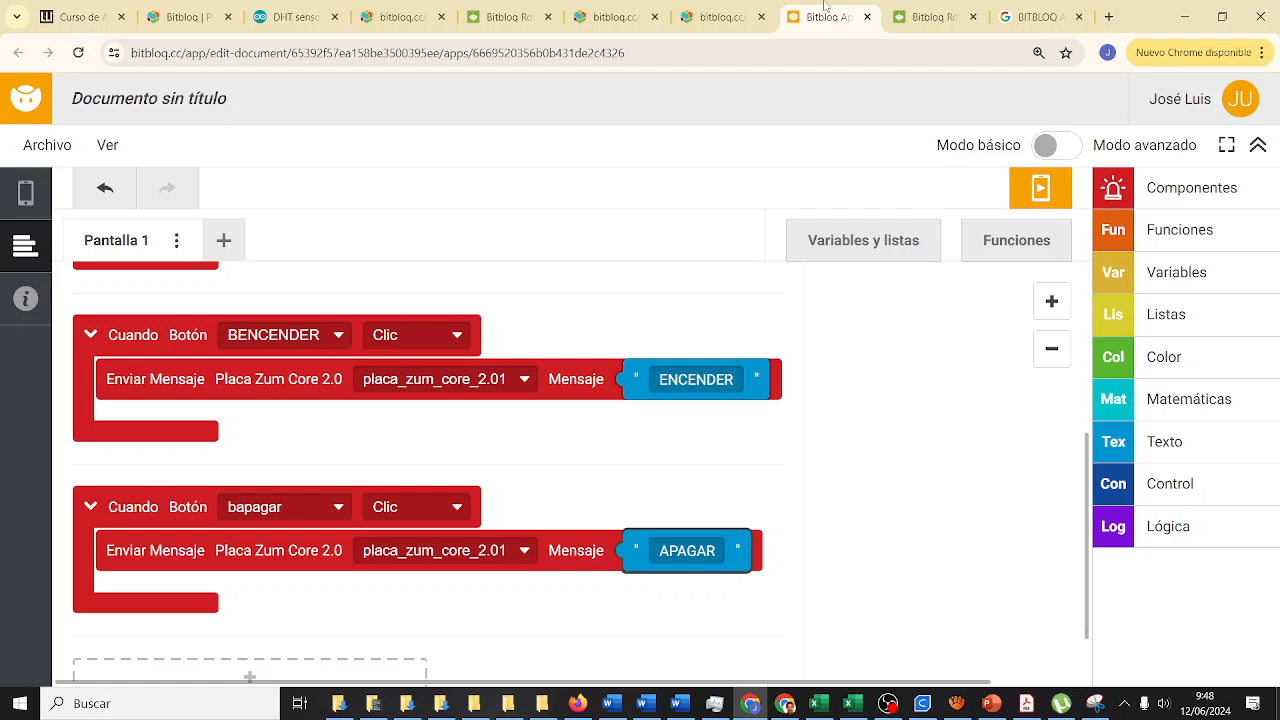 Curso de A
Bitbloq | P
DHT senso
bitbloq.cc/
Bitbloq Ro
bitbloq.cc/
bitbloq.cc/
Bitbloq Ap
Bitbloq Ro
BITBLOQ A
bitbloq.cc/app/edit-document/65392f57ea158be3500395ee/apps/6669520356b0b431de2c4326
J
Nuevo Chrome disponible
Documento sin título
José Luis
JU
Archivo
Ver
Modo básico
Modo avanzado
Pantalla 1
Variables y listas
Funciones
Componentes
Fun Funciones
Var Variables
Lis Listas
Col Color
Mat Matemáticas
Tex Texto
Con Control
Log Lógica
Cuando Botón BENCENDER Clic
Enviar Mensaje Placa Zum Core 2.0 placa_zum_core_2.01 Mensaje " ENCENDER "
Cuando Botón bapagar Clic
Enviar Mensaje Placa Zum Core 2.0 placa_zum_core_2.01 Mensaje " APAGAR "
Buscar
9:48
12/06/2024